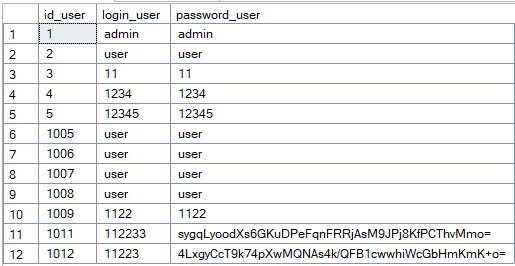 id_user login_user password_user
1 1 admin admin
2 2 user user
3 3 11 11
4 4 1234 1234
5 5 12345 12345
6 1005 user user
7 1006 user user
8 1007 user user
9 1008 user user
10 1009 1122 1122
11 1011 112233 sygqLyoodXs6GKuDPeFqnFRRjAsM9JPj8KfPCThvMmo=
12 1012 11223 4LxgyCcT9k74pXwMQNAs4k/QFB1cwwhiWcGbHmKmK+o=